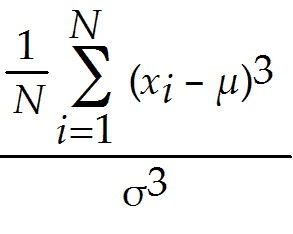 1/N ∑_{i=1}^{N} (x_i − μ)^3
σ^3